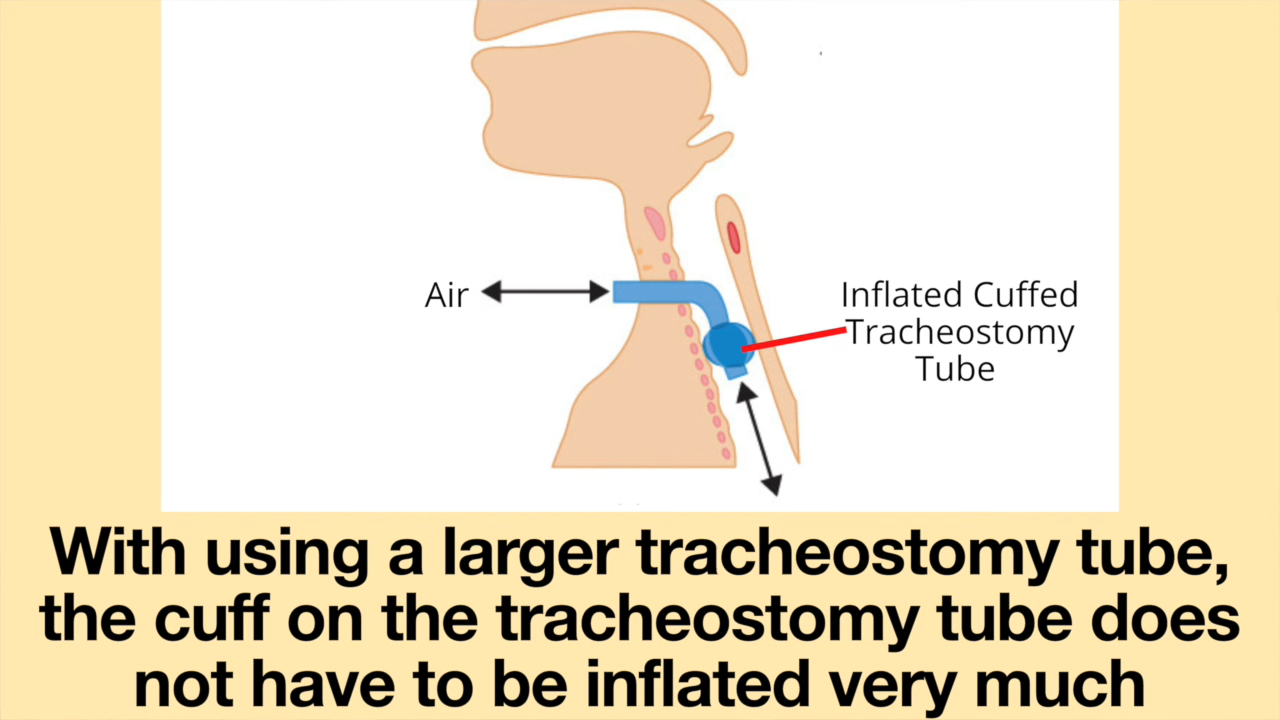 Air
Inflated Cuffed
Tracheostomy
Tube
With using a larger tracheostomy tube,
the cuff on the tracheostomy tube does
not have to be inflated very much